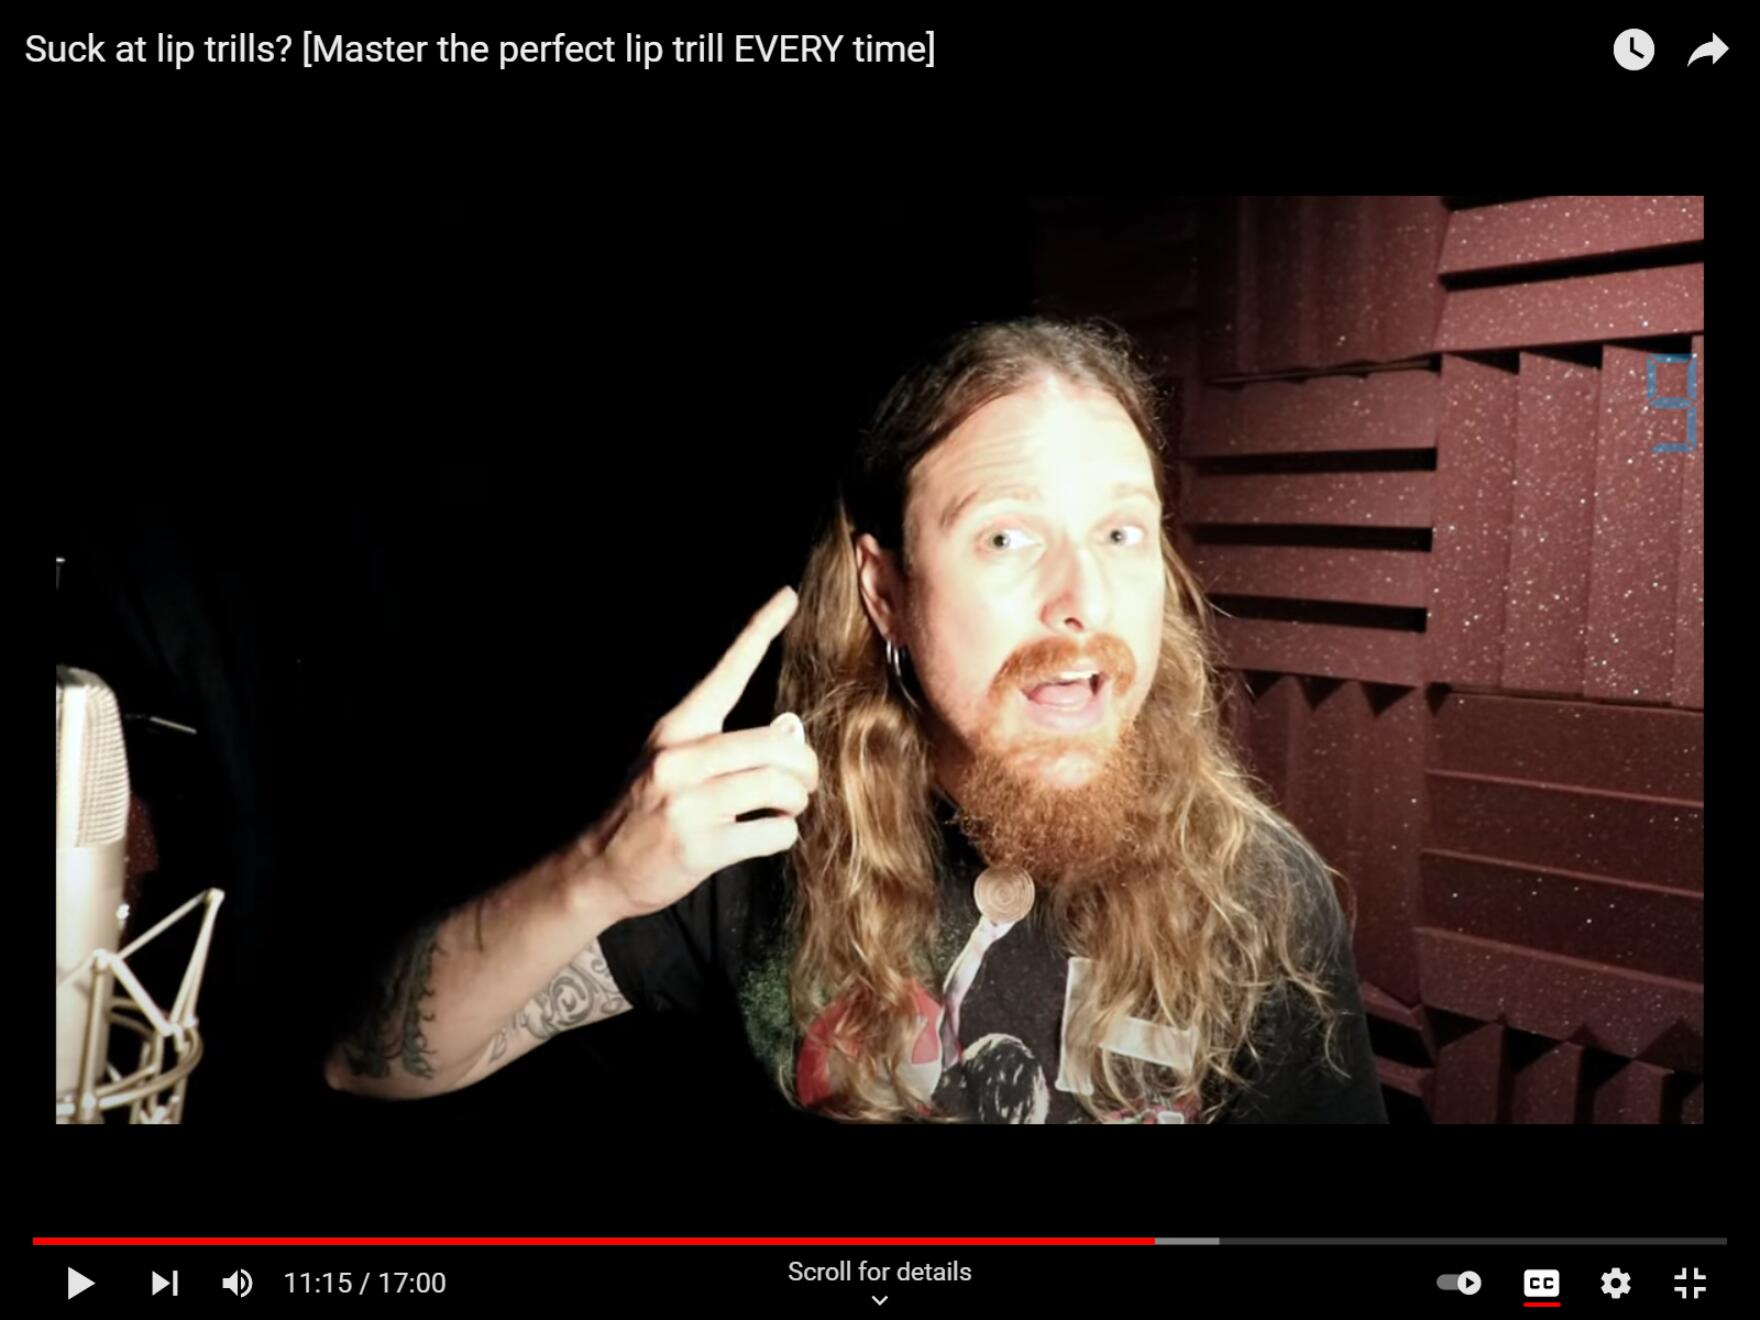 Suck at lip trills? [Master the perfect lip trill EVERY time]
9
11:15 / 17:00
Scroll for details
CC